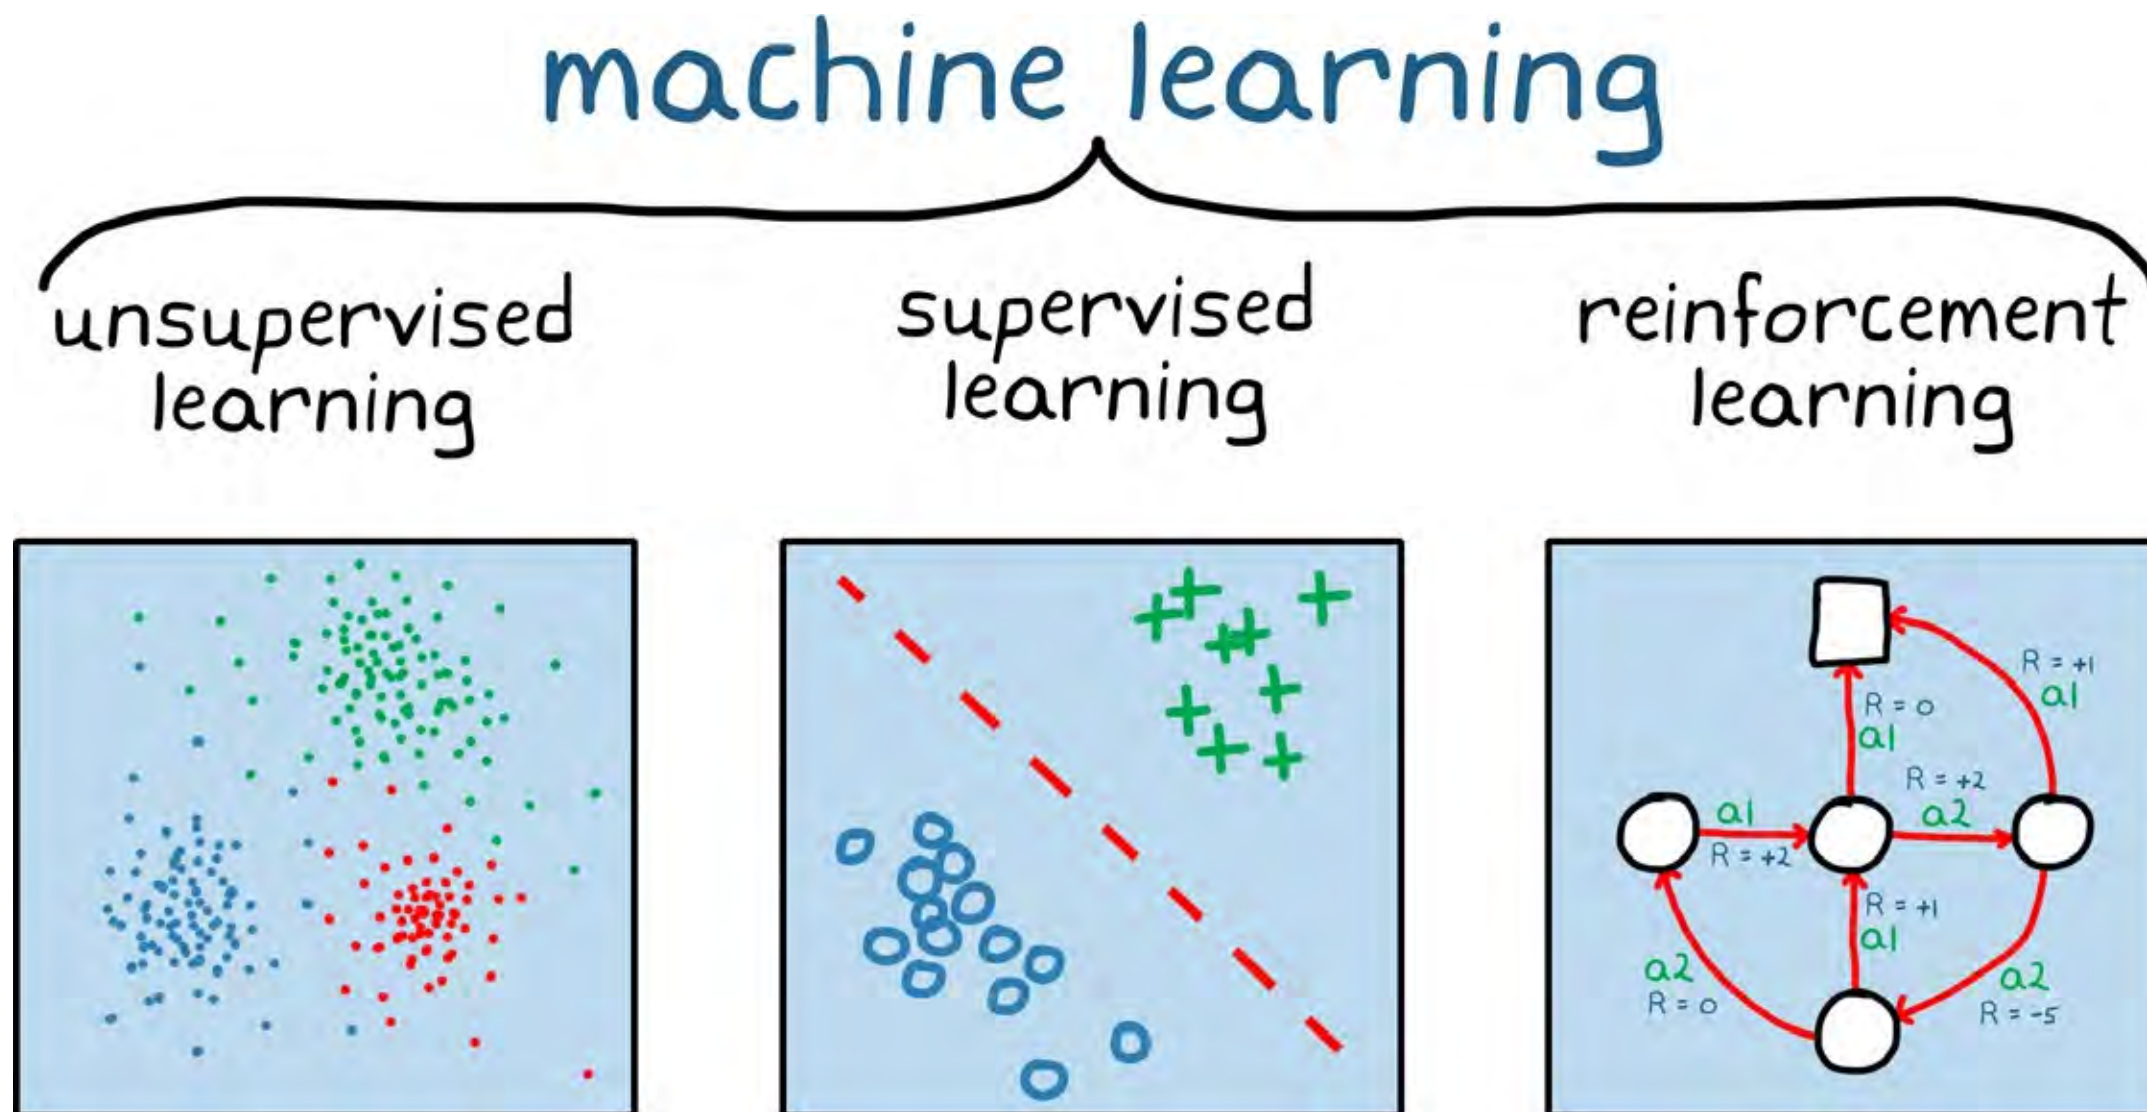 machine learning
unsupervised
learning
supervised
learning
reinforcement
learning
R = +1
a1
R = 0
a1
R = +2
a2
a1
R = +2
R = +1
a1
a2
R = 0
a2
R = -5